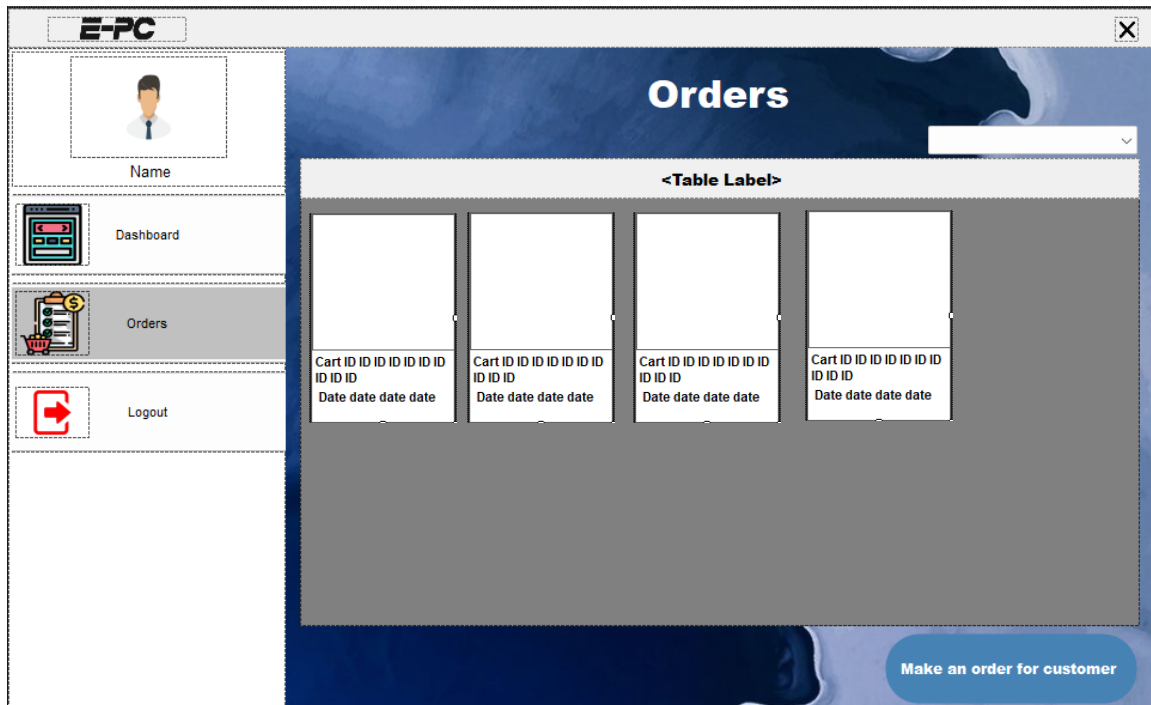 E-PC
Name
Dashboard
Orders
Logout
Orders
<Table Label>
Cart ID ID ID ID ID ID ID
ID ID ID
Date date date date
Cart ID ID ID ID ID ID ID
ID ID ID
Date date date date
Cart ID ID ID ID ID ID ID
ID ID ID
Date date date date
Cart ID ID ID ID ID ID ID
ID ID ID
Date date date date
Make an order for customer